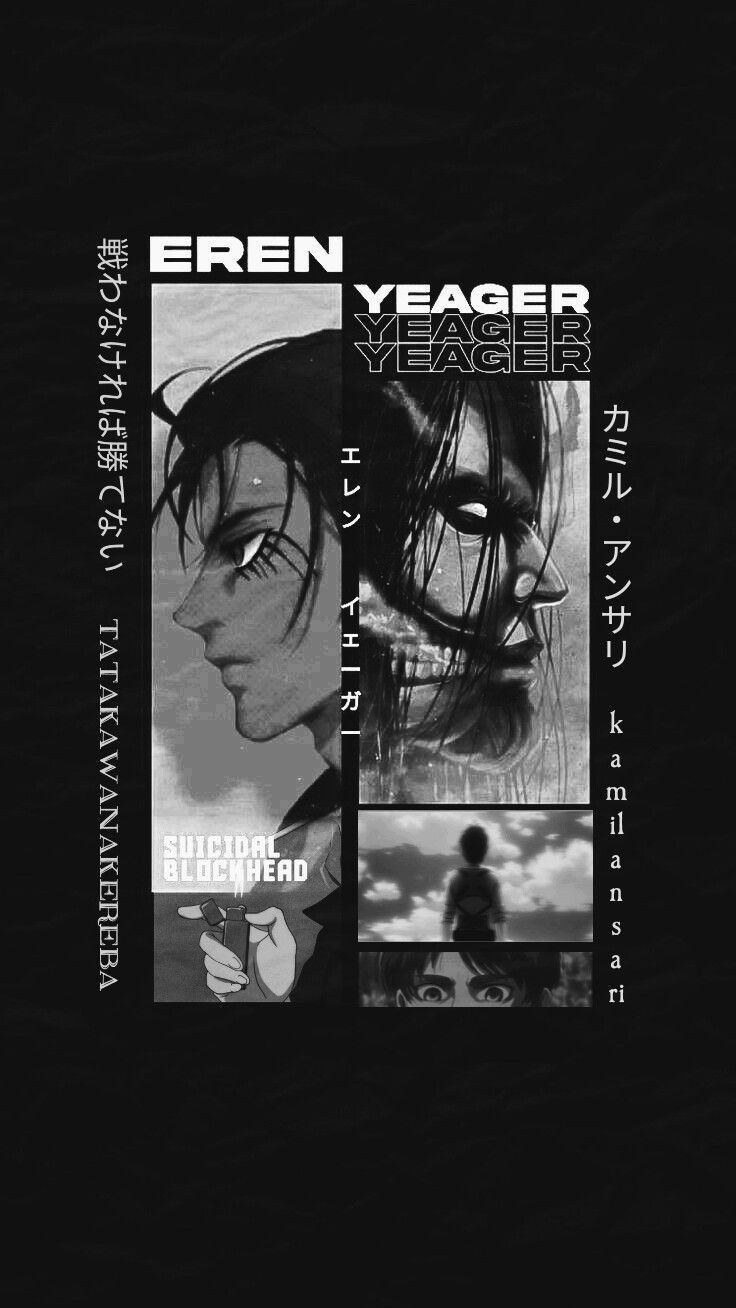 EREN
YEAGER
YEAGER
YEAGER
戦わなければ勝てない
TATAKAWANAKEREBA
エレン イェーガー
カミル・アンサリ
kamilansari
SUICIDAL
BLOCKHEAD